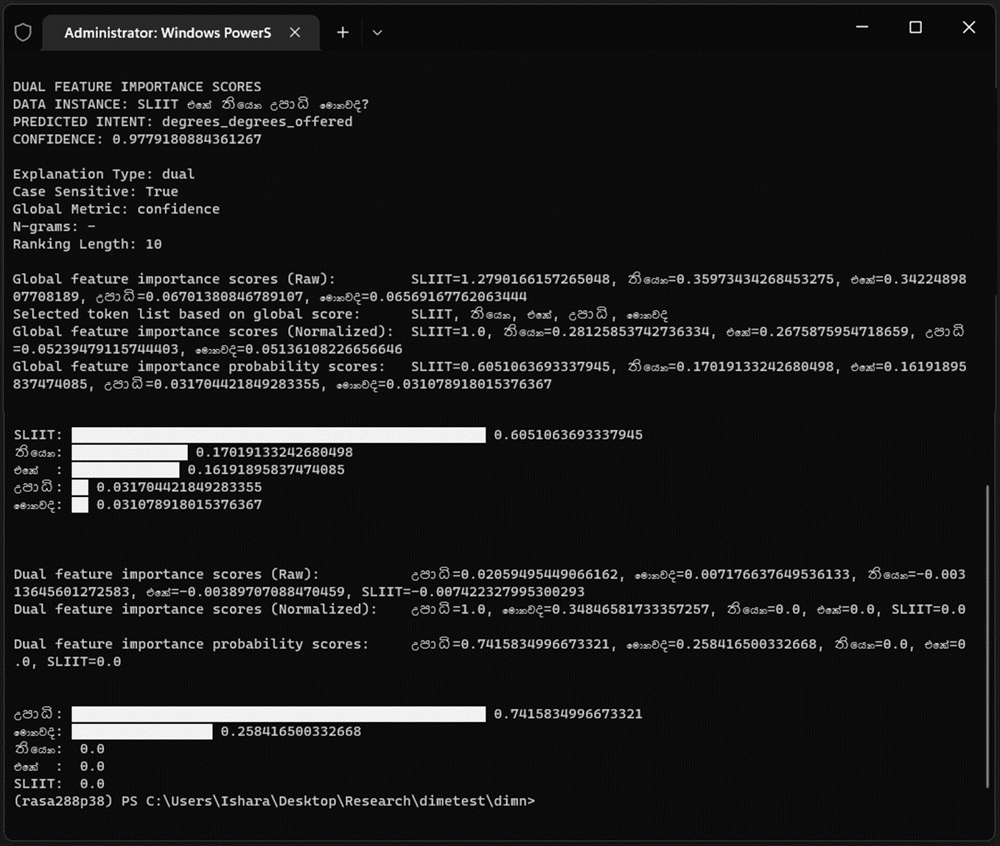 Administrator: Windows PowerS
DUAL FEATURE IMPORTANCE SCORES
DATA INSTANCE: SLIIT එකේ තියෙන උපාධි මොනවද?
PREDICTED INTENT: degrees_degrees_offered
CONFIDENCE: 0.9779180884361267
Explanation Type: dual
Case Sensitive: True
Global Metric: confidence
N-grams: -
Ranking Length: 10
Global feature importance scores (Raw): SLIIT=1.2790166157265048, තියෙන=0.35973434268453275, එකේ=0.34224898
07708189, උපාධි=0.06701380846789107, මොනවද=0.06569167762063444
Selected token list based on global score: SLIIT, තියෙන, එකේ, උපාධි, මොනවද
Global feature importance scores (Normalized): SLIIT=1.0, තියෙන=0.28125853742736334, එකේ=0.2675875954718659, උපාධි
=0.05239479115744403, මොනවද=0.05136108226656646
Global feature importance probability scores: SLIIT=0.6051063693337945, තියෙන=0.17019133242680498, එකේ=0.16191895
837474085, උපාධි=0.031704421849283355, මොනවද=0.031078918015376367
SLIIT: 0.6051063693337945
තියෙන: 0.17019133242680498
එකේ : 0.16191895837474085
උපාධි: 0.031704421849283355
මොනවද: 0.031078918015376367
Dual feature importance scores (Raw): උපාධි=0.02059495449066162, මොනවද=0.007176637649536133, තියෙන=-0.003
13645601272583, එකේ=-0.00389707088470459, SLIIT=-0.007422327995300293
Dual feature importance scores (Normalized): උපාධි=1.0, මොනවද=0.34846581733357257, තියෙන=0.0, එකේ=0.0, SLIIT=0.0
Dual feature importance probability scores: උපාධි=0.7415834996673321, මොනවද=0.258416500332668, තියෙන=0.0, එකේ=0
.0, SLIIT=0.0
උපාධි: 0.7415834996673321
මොනවද: 0.258416500332668
තියෙන: 0.0
එකේ : 0.0
SLIIT: 0.0
(rasa288p38) PS C:\Users\Ishara\Desktop\Research\dimetest\dimn>